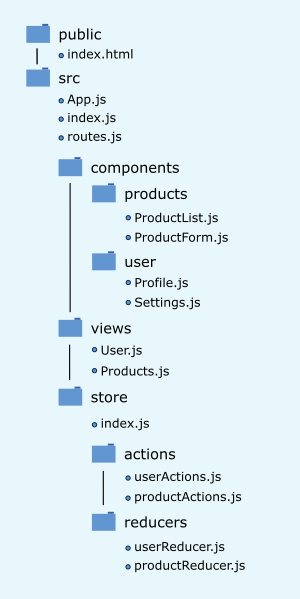 public
index.html
src
App.js
index.js
routes.js
components
products
ProductList.js
ProductForm.js
user
Profile.js
Settings.js
views
User.js
Products.js
store
index.js
actions
userActions.js
productActions.js
reducers
userReducer.js
productReducer.js